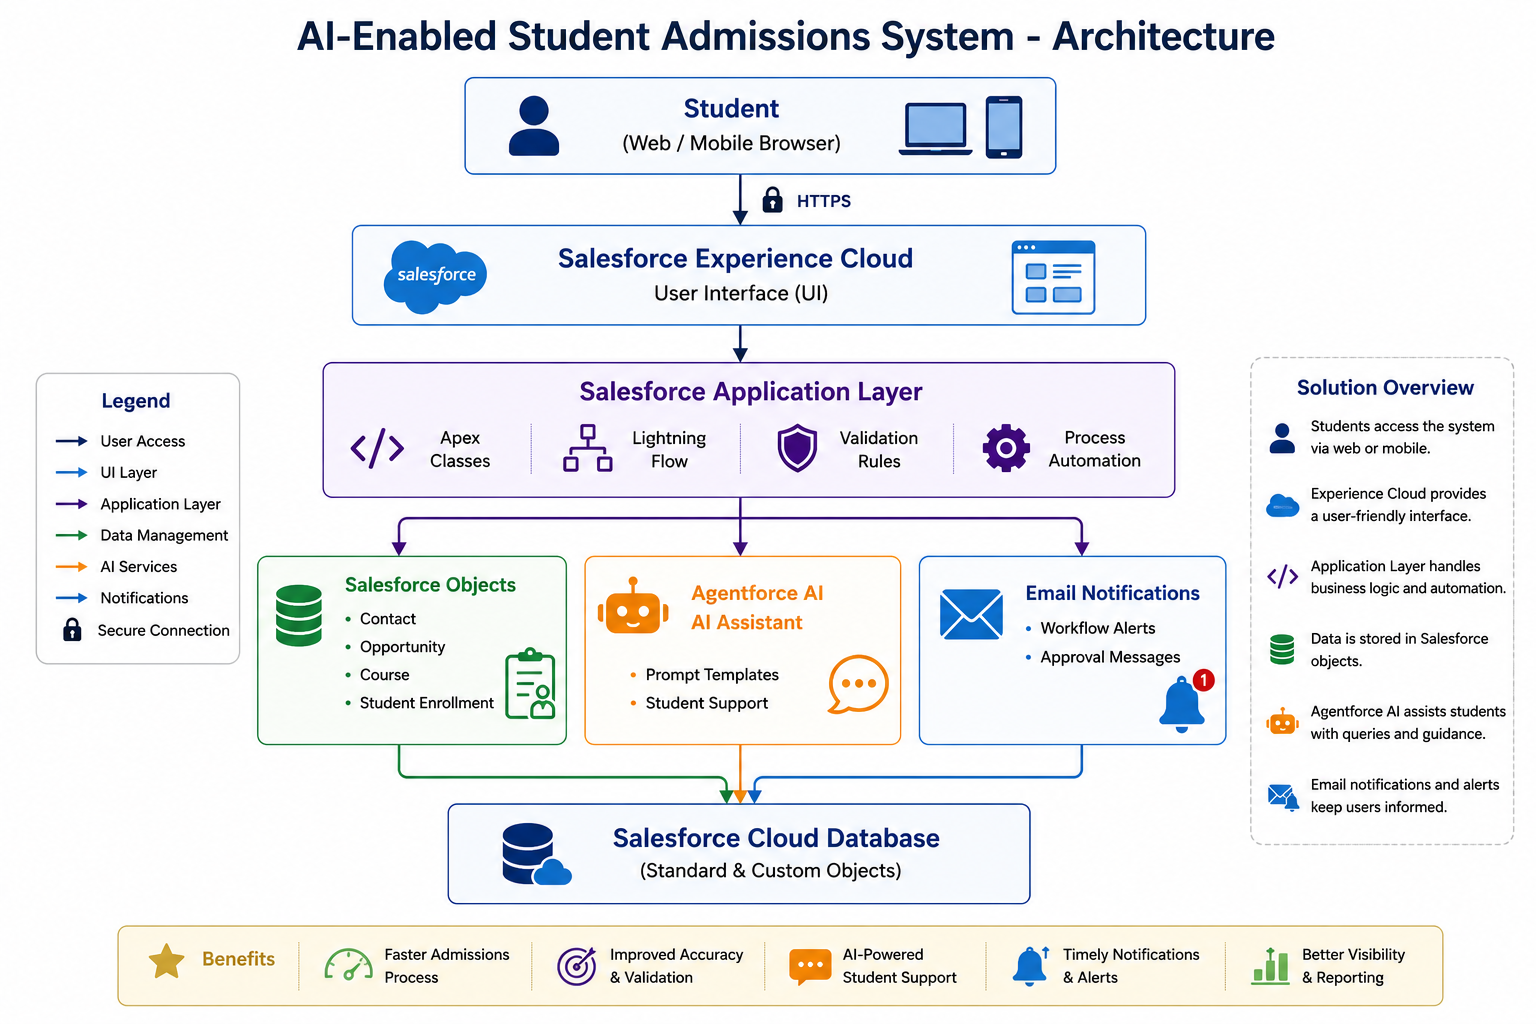 AI-Enabled Student Admissions System - Architecture
Student
(Web / Mobile Browser)
HTTPS
salesforce
Salesforce Experience Cloud
User Interface (UI)
Salesforce Application Layer
Apex
Classes
Lightning
Flow
Validation
Rules
Process
Automation
Legend
User Access
UI Layer
Application Layer
Data Management
AI Services
Notifications
Secure Connection
Salesforce Objects
• Contact
• Opportunity
• Course
• Student Enrollment
Agentforce AI
AI Assistant
• Prompt Templates
• Student Support
Email Notifications
• Workflow Alerts
• Approval Messages
1
Solution Overview
Students access the system
via web or mobile.
Experience Cloud provides
a user-friendly interface.
Application Layer handles
business logic and automation.
Data is stored in Salesforce
objects.
Agentforce AI assists students
with queries and guidance.
Email notifications and alerts
keep users informed.
Salesforce Cloud Database
(Standard & Custom Objects)
Benefits
Faster Admissions
Process
Improved Accuracy
& Validation
AI-Powered
Student Support
Timely Notifications
& Alerts
Better Visibility
& Reporting